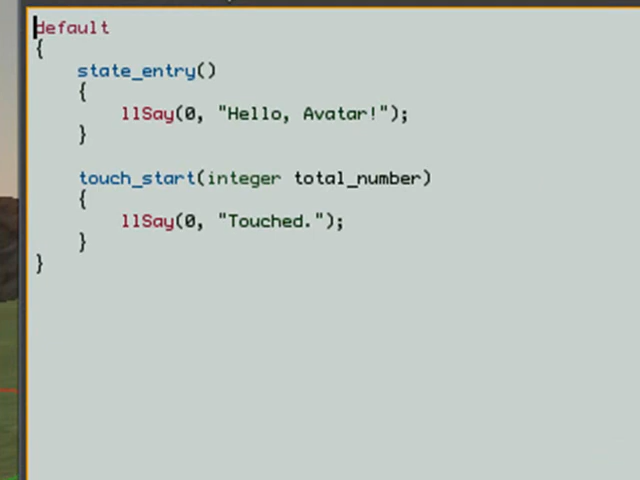 default
{
    state_entry()
    {
        llSay(0, "Hello, Avatar!");
    }

    touch_start(integer total_number)
    {
        llSay(0, "Touched.");
    }
}